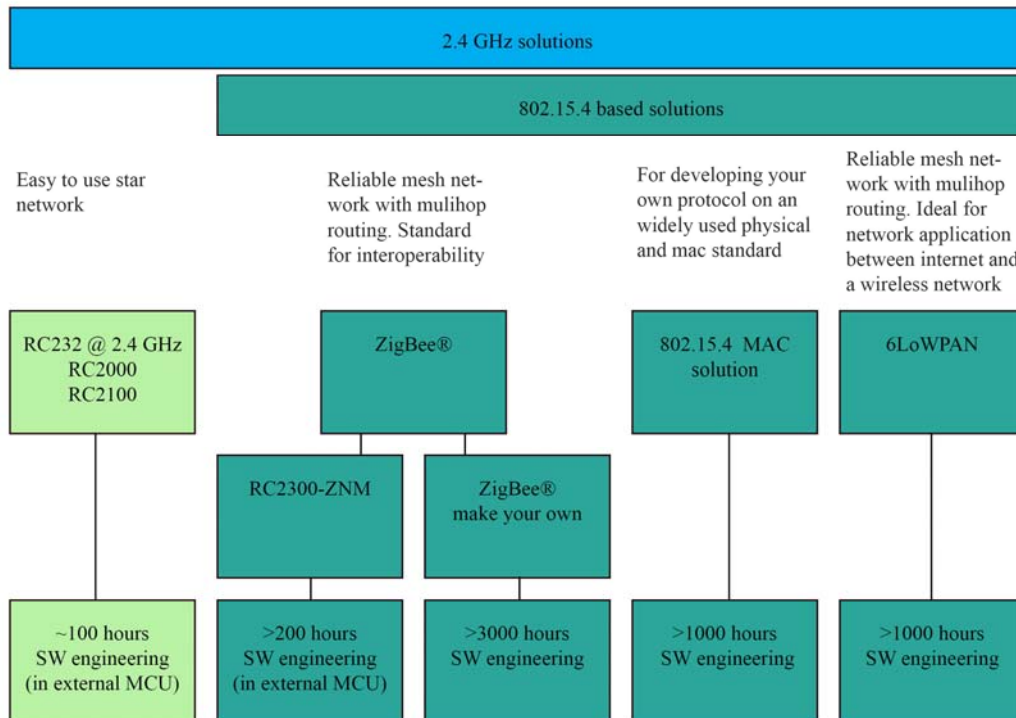 2.4 GHz solutions
802.15.4 based solutions
Easy to use star
network
Reliable mesh net-
work with mulihop
routing. Standard
for interoperability
For developing your
own protocol on an
widely used physical
and mac standard
Reliable mesh net-
work with mulihop
routing. Ideal for
network application
between internet and
a wireless network
RC232 @ 2.4 GHz
RC2000
RC2100
ZigBee®
802.15.4 MAC
solution
6LoWPAN
RC2300-ZNM
ZigBee®
make your own
~100 hours
SW engineering
(in external MCU)
>200 hours
SW engineering
(in external MCU)
>3000 hours
SW engineering
>1000 hours
SW engineering
>1000 hours
SW engineering